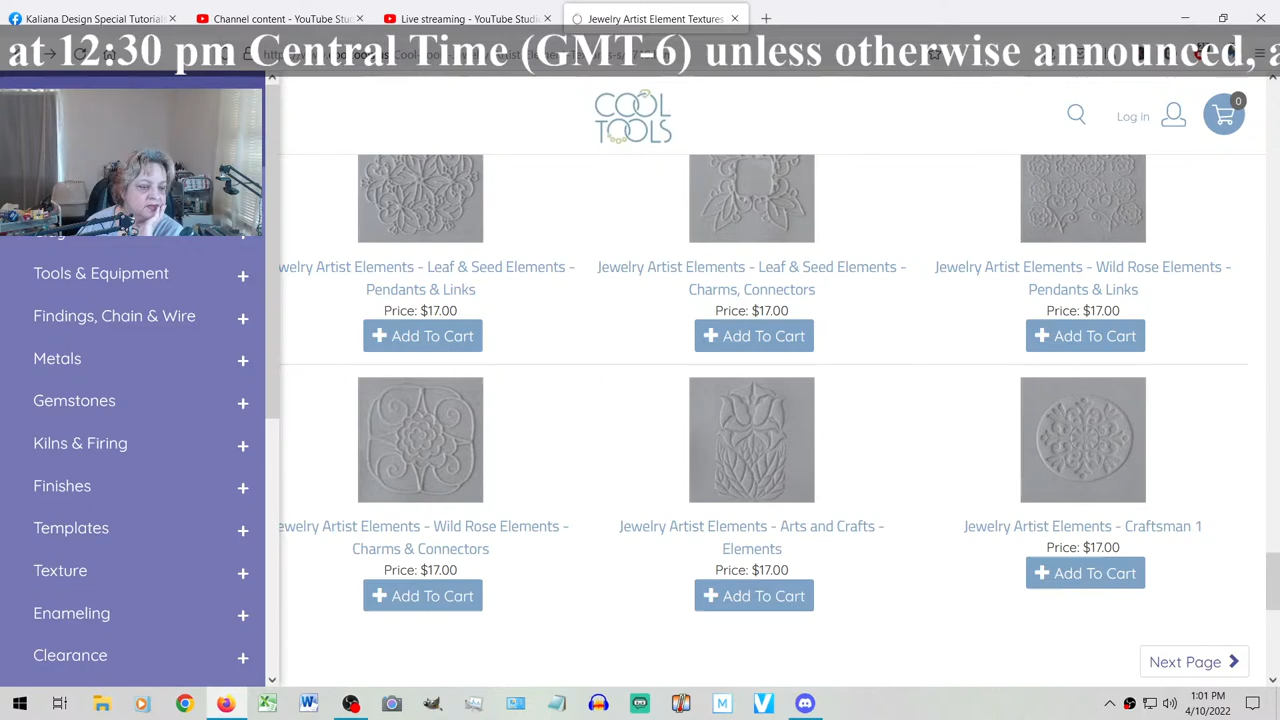 Kaliana Design Special Tutorials
Channel content - YouTube Stu
Live streaming - YouTube Studi
Jewelry Artist Element Textures
at 12:30 pm Central Time (GMT-6) unless otherwise announced,
COOL TOOLS
Log in
0
Jewelry Artist Elements - Leaf & Seed Elements -
Pendants & Links
Price: $17.00
Add To Cart
Jewelry Artist Elements - Leaf & Seed Elements -
Charms, Connectors
Price: $17.00
Add To Cart
Jewelry Artist Elements - Wild Rose Elements -
Pendants & Links
Price: $17.00
Add To Cart
Tools & Equipment +
Findings, Chain & Wire +
Metals +
Gemstones +
Kilns & Firing +
Finishes +
Templates +
Texture +
Enameling +
Clearance +
ewelry Artist Elements - Wild Rose Elements -
Charms & Connectors
Price: $17.00
Add To Cart
Jewelry Artist Elements - Arts and Crafts -
Elements
Price: $17.00
Add To Cart
Jewelry Artist Elements - Craftsman 1
Price: $17.00
Add To Cart
Next Page
1:01 PM
4/10/2022